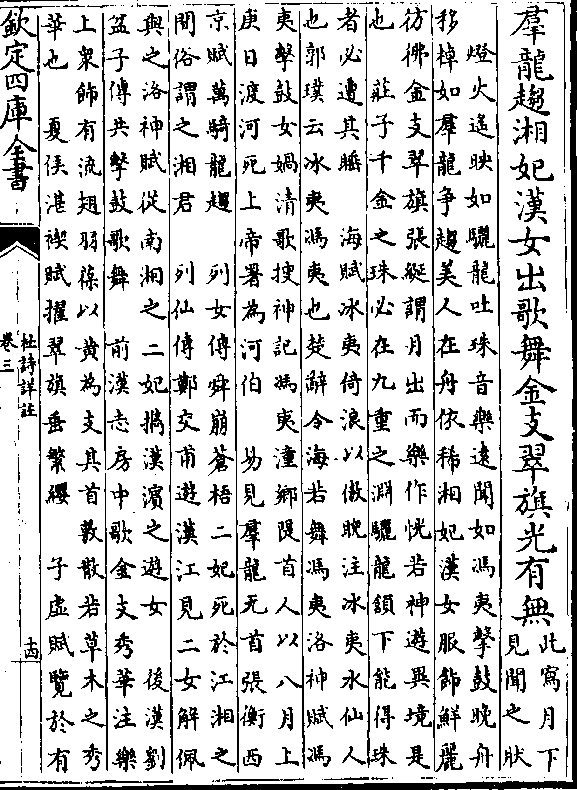 羣龍趨湘妃漢女出歌舞金支翠旗光有無
此寫月下
見聞之狀
燈火遙映如驪龍吐珠音樂遠聞如馮夷擊鼓晚舟
移棹如羣龍爭趨美人在舟依稀湘妃漢女服飾鮮麗
彷彿金支翠旗張綖謂月出而樂作恍若神遊異境是
也 莊子千金之珠必在九重之淵驪龍頷下能得珠
者必遭其睡 海賦冰夷倚浪以傲睨注冰夷水仙人
也郭璞云冰夷馮夷也楚辭令海若舞馮夷洛神賦馮
夷擊鼓女媧清歌搜神記馮夷潼鄉隄首人以八月上
庚日渡河死上帝署為河伯 易見羣龍无首張衡西
京賦萬騎龍趨 列女傳舜崩蒼梧二妃死於江湘之
間俗謂之湘君 列仙傳鄭交甫遊漢江見二女解佩
與之洛神賦從南湘之二妃攜漢濱之遊女 後漢劉
盆子傳共擊鼓歌舞 前漢志房中歌金支秀華注樂
上衆飾有流翅羽葆以黃為支其首敷散若草木之秀
華也 夏侯湛禊賦擢翠旗垂繁纓 子虛賦覽於有
欽定四庫全書
杜詩詳註
卷三
十四